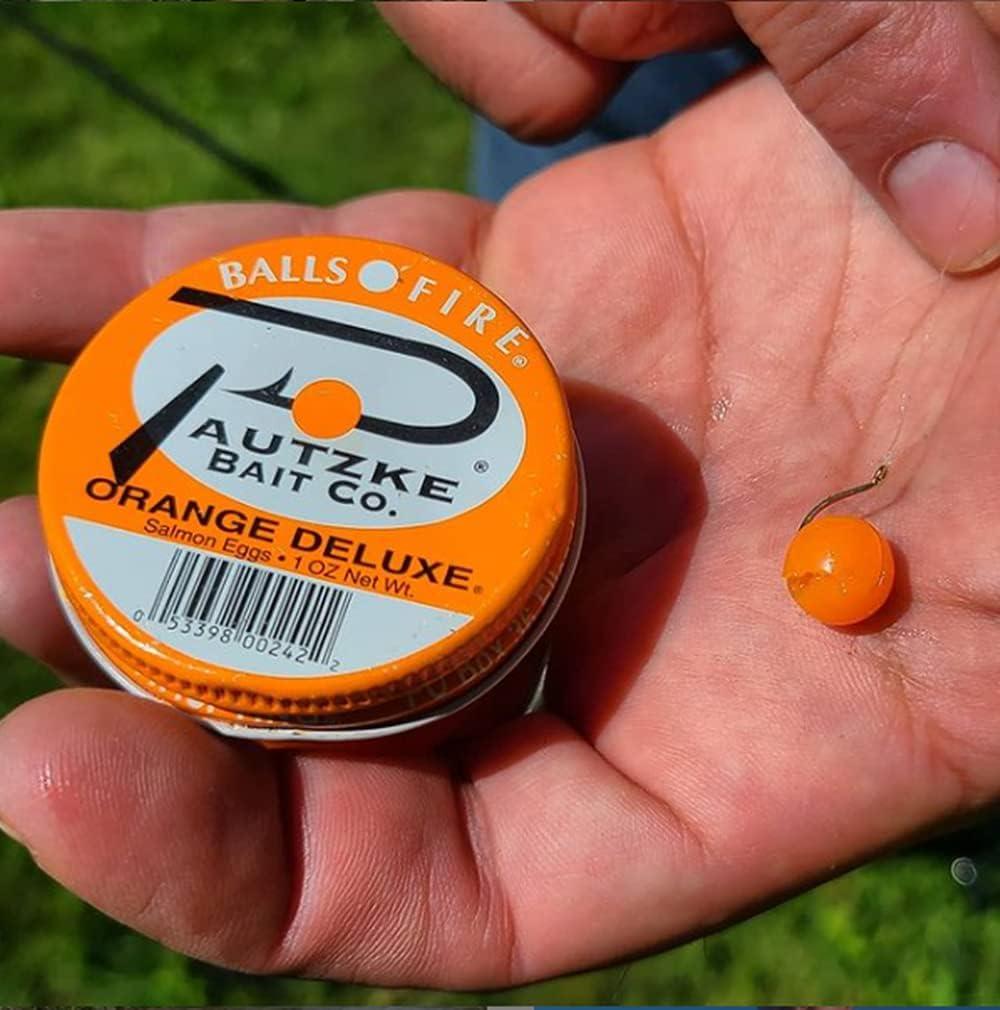 BALLS O' FIRE®
PAUTZKE®
BAIT CO.
ORANGE DELUXE®
Salmon Eggs • 1 OZ Net Wt.
0 53398 00242 2